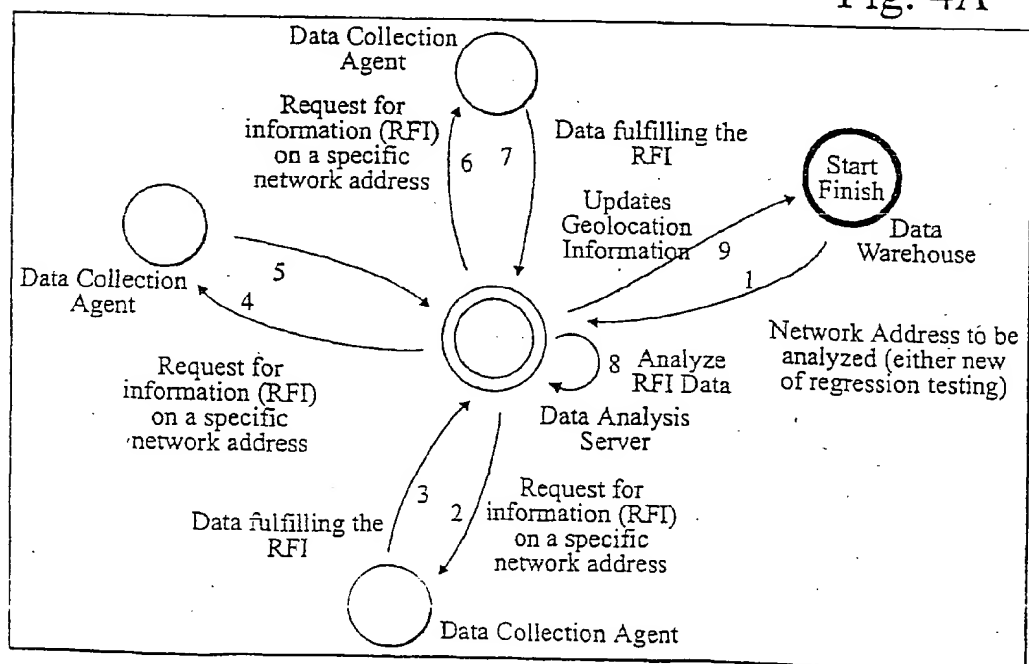 Fig. 4A
Data Collection
Agent
Request for
information (RFI)
on a specific
network address
6
7
Data fulfilling the
RFI
Start
Finish
Data
Warehouse
Updates
Geolocation
Information
9
1
Data Collection
Agent
5
4
Network Address to be
analyzed (either new
of regression testing)
Request for
information (RFI)
on a specific
network address
8
Analyze
RFI Data
Data Analysis
Server
3
2
Data fulfilling the
RFI
Request for
information (RFI)
on a specific
network address
Data Collection Agent